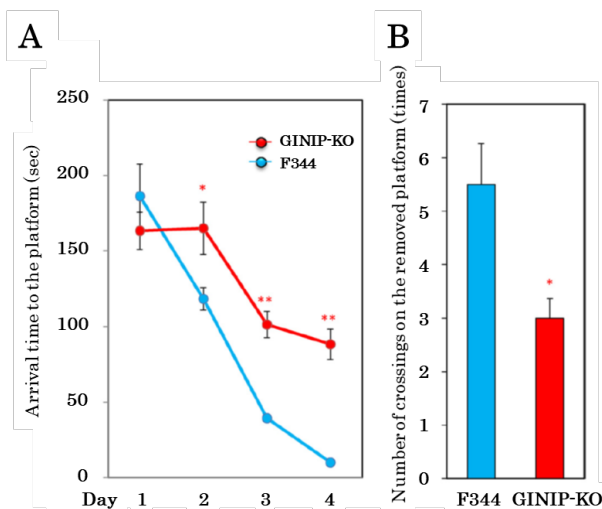 A
Arrival time to the platform (sec)
250
200
150
100
50
0
GINIP-KO
F344
*
**
**
Day 1 2 3 4
B
Number of crossings on the removed platform (times)
7
6
5
4
3
2
1
0
*
F344 GINIP-KO